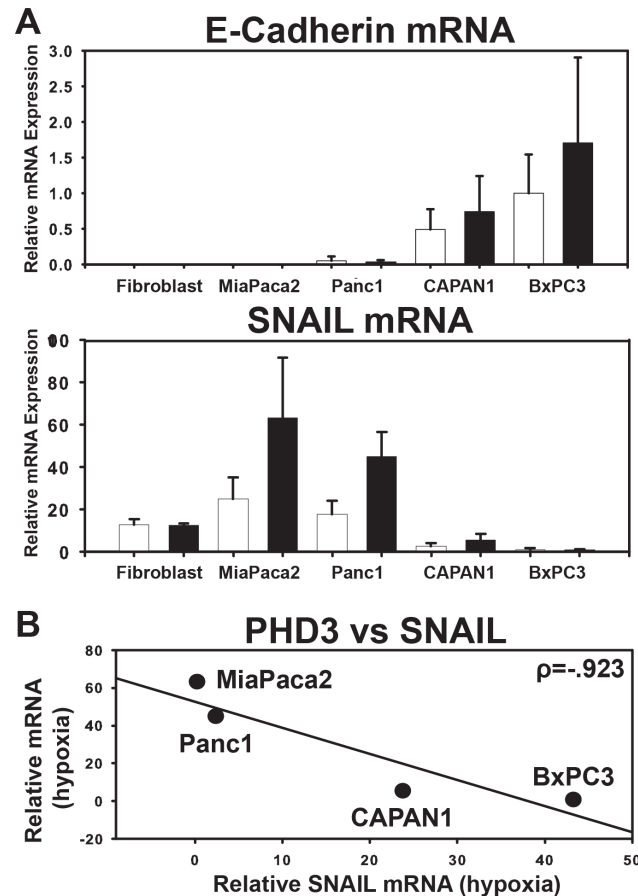 A
E-Cadherin mRNA
Relative mRNA Expression
3.0
2.5
2.0
1.5
1.0
0.5
0.0
Fibroblast MiaPaca2 Panc1 CAPAN1 BxPC3
SNAIL mRNA
Relative mRNA Expression
00
80
60
40
20
0
Fibroblast MiaPaca2 Panc1 CAPAN1 BxPC3
B
PHD3 vs SNAIL
Relative mRNA
(hypoxia)
80
60
40
20
0
-20
ρ=-.923
MiaPaca2
Panc1
BxPC3
CAPAN1
0 10 20 30 40 50
Relative SNAIL mRNA (hypoxia)